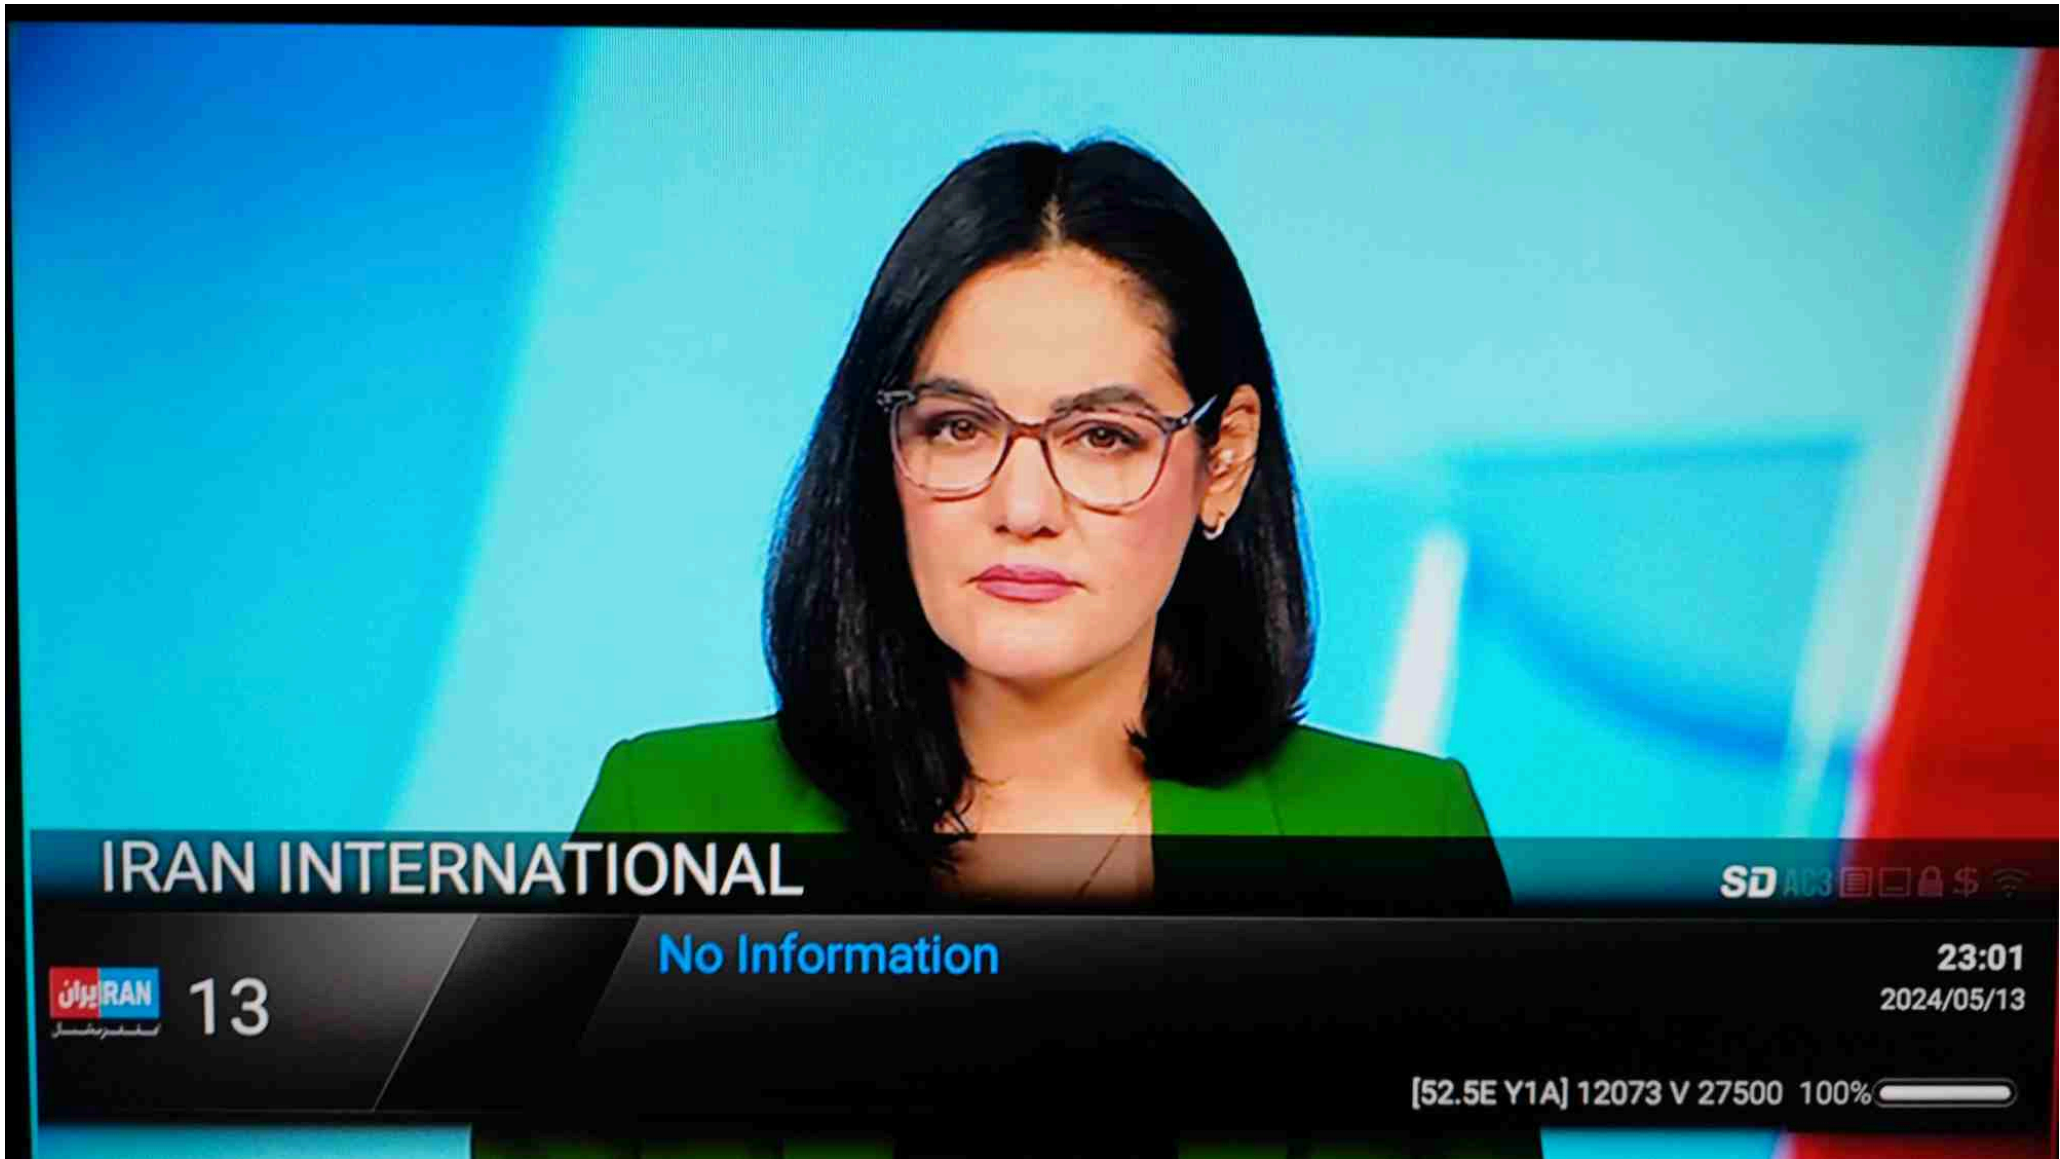 IRAN INTERNATIONAL
SD AC3 $
No Information
23:01
ایران IRAN
اینترنشنال
13
2024/05/13
[52.5E Y1A] 12073 V 27500 100%